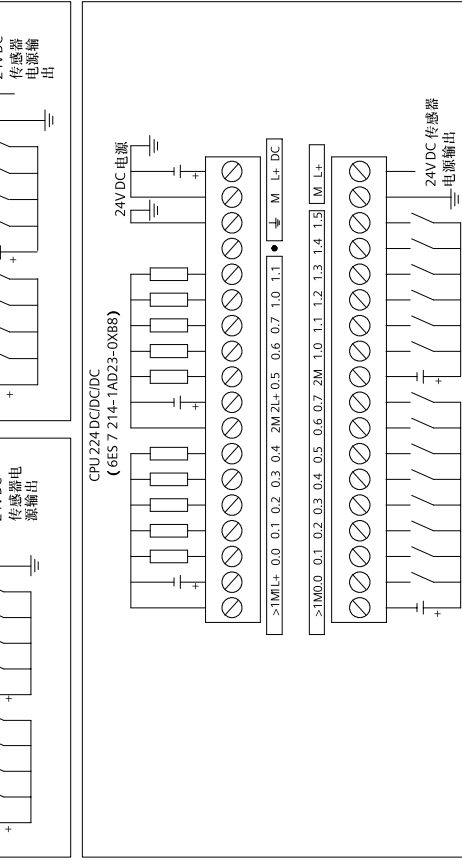 传感器
电源输
出
传感器电
源输出
CPU 224 DC/DC/DC
(6ES 7 214-1AD23-0XB8)
24V DC 电源
>1M1L+ 0.0 0.1 0.2 0.3 0.4 2M 2L+ 0.5 0.6 0.7 1.0 1.1 ● ⏚ M L+ DC
>1M0.0 0.1 0.2 0.3 0.4 0.5 0.6 0.7 2M 1.0 1.1 1.2 1.3 1.4 1.5 M L+
24V DC 传感器
电源输出